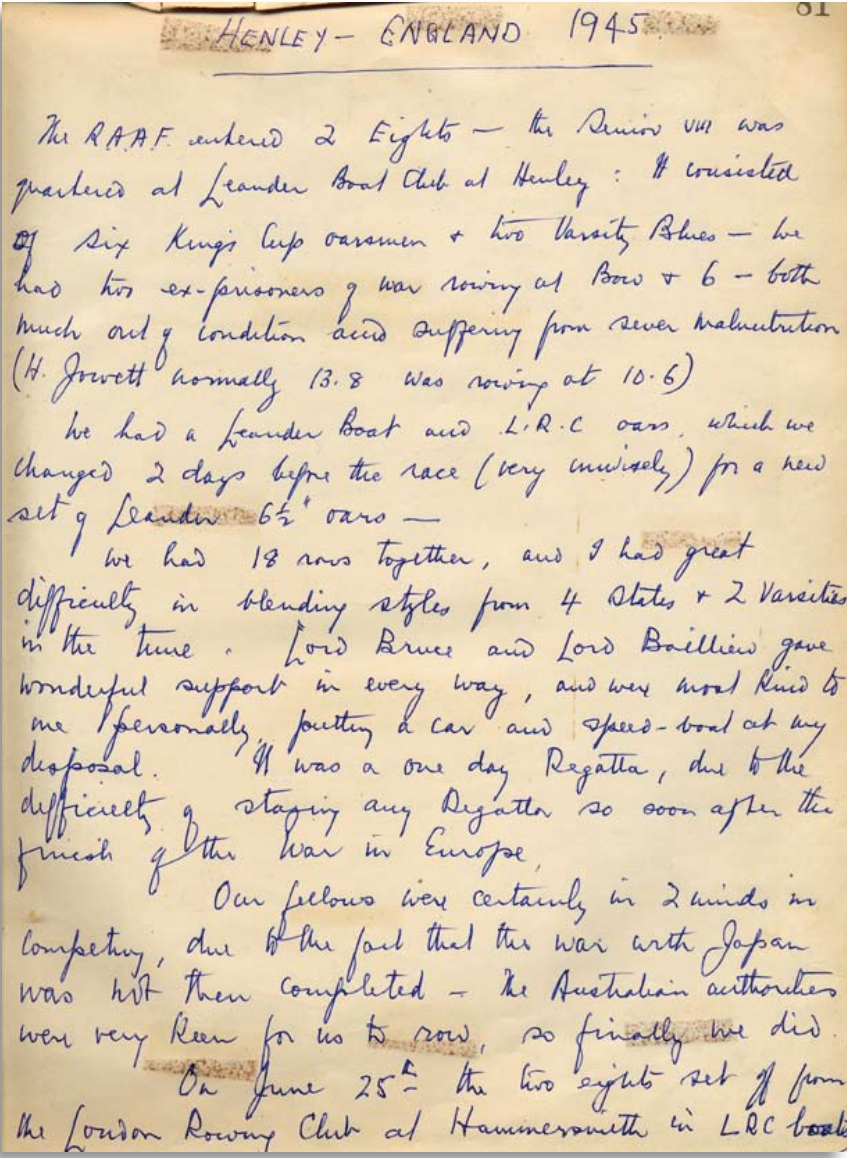 81
HENLEY — ENGLAND 1945.
The R.A.A.F. entered 2 Eights — the Senior VIII was
quartered at Leander Boat Club at Henley : It consisted
of six Kings Cup oarsmen + two Varsity Blues — we
had two ex-prisoners of war rowing at Bow + 6 — both
much out of condition and suffering from sever malnutrition
(H. Jowett normally 13.8 was rowing at 10.6)
We had a Leander Boat and L.R.C oars, which we
changed 2 days before the race (very unwisely) for a new
set of Leander 6½" oars —
We had 18 rows together, and I had great
difficulty in blending styles from 4 States + 2 Varsities
in the time. Lord Bruce and Lord Baillieu gave
wonderful support in every way, and were most kind to
me personally, putting a car and speed-boat at my
disposal. It was a one day Regatta, due to the
difficulty of staging any Regatta so soon after the
finish of the War in Europe,
Our fellows were certainly in 2 minds in
competing, due to the fact that the war with Japan
was not then completed — The Australian authorities
were very keen for us to row, so finally we did.
On June 25th the two eights set off from
the London Rowing Club at Hammersmith in LRC boats